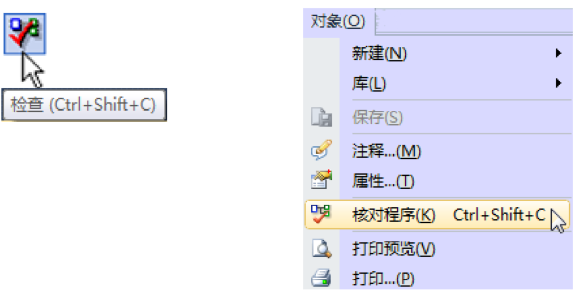 检查 (Ctrl+Shift+C)
对象(O)
新建(N)
库(L)
保存(S)
注释...(M)
属性...(T)
核对程序(K) Ctrl+Shift+C
打印预览(V)
打印...(P)